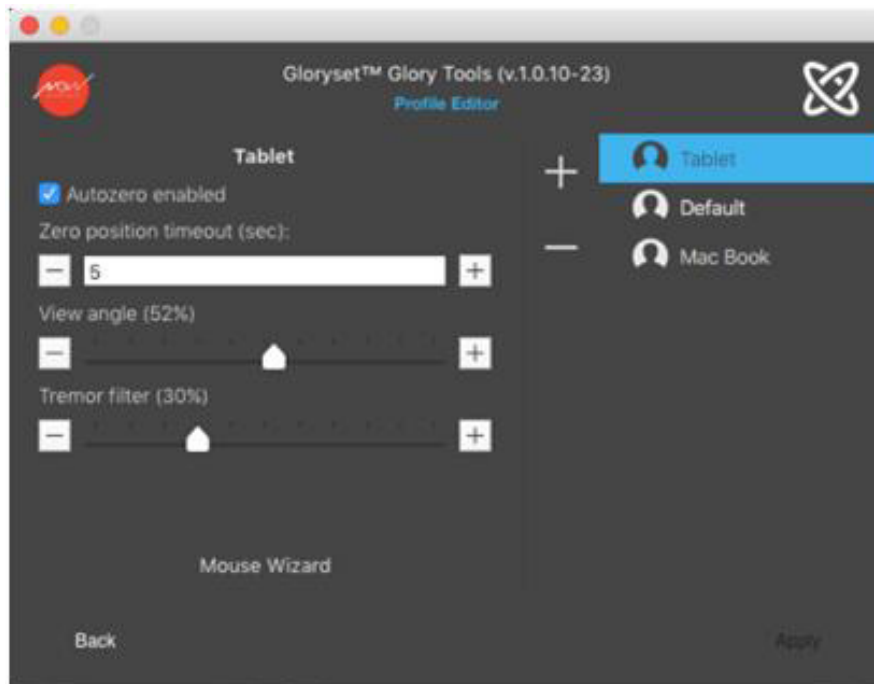 Gloryset™ Glory Tools (v.1.0.10-23)
Profile Editor
Tablet
Autozero enabled
Zero position timeout (sec):
5
View angle (52%)
Tremor filter (30%)
Mouse Wizard
Back
Tablet
Default
Mac Book
Apply